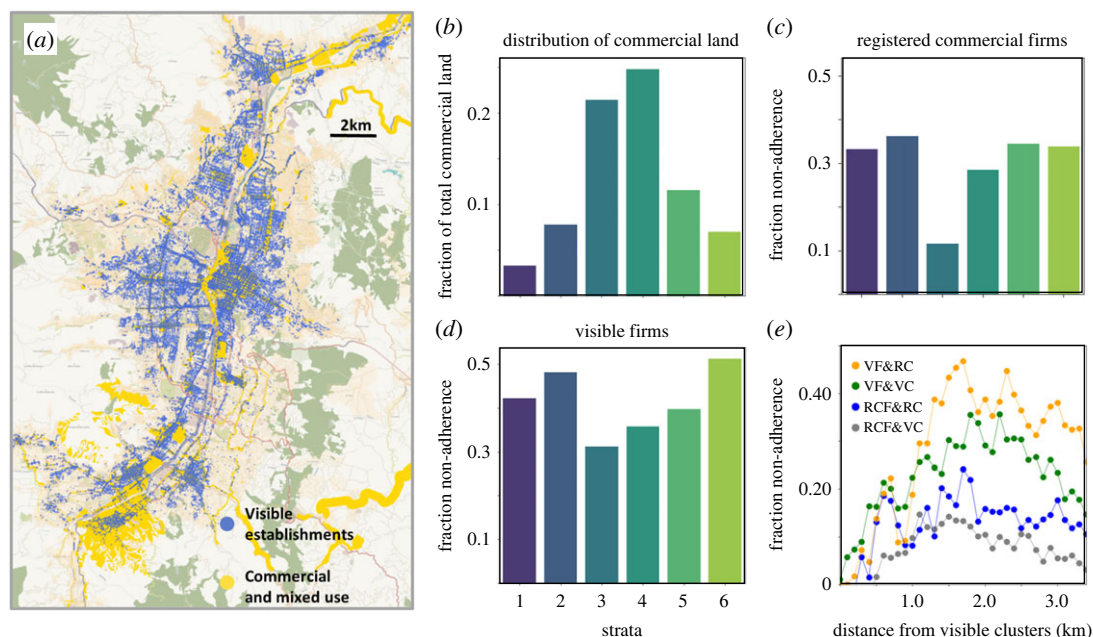 (a)
2km
Visible
establishments
Commercial
and mixed use
(b)
distribution of commercial land
fraction of total commercial land
0.2
0.1
(c)
registered commercial firms
fraction non-adherence
0.5
0.3
0.1
(d)
visible firms
fraction non-adherence
0.5
0.3
0.1
1 2 3 4 5 6
strata
(e)
fraction non-adherence
0.40
0.20
0
VF&RC
VF&VC
RCF&RC
RCF&VC
1.0 2.0 3.0
distance from visible clusters (km)